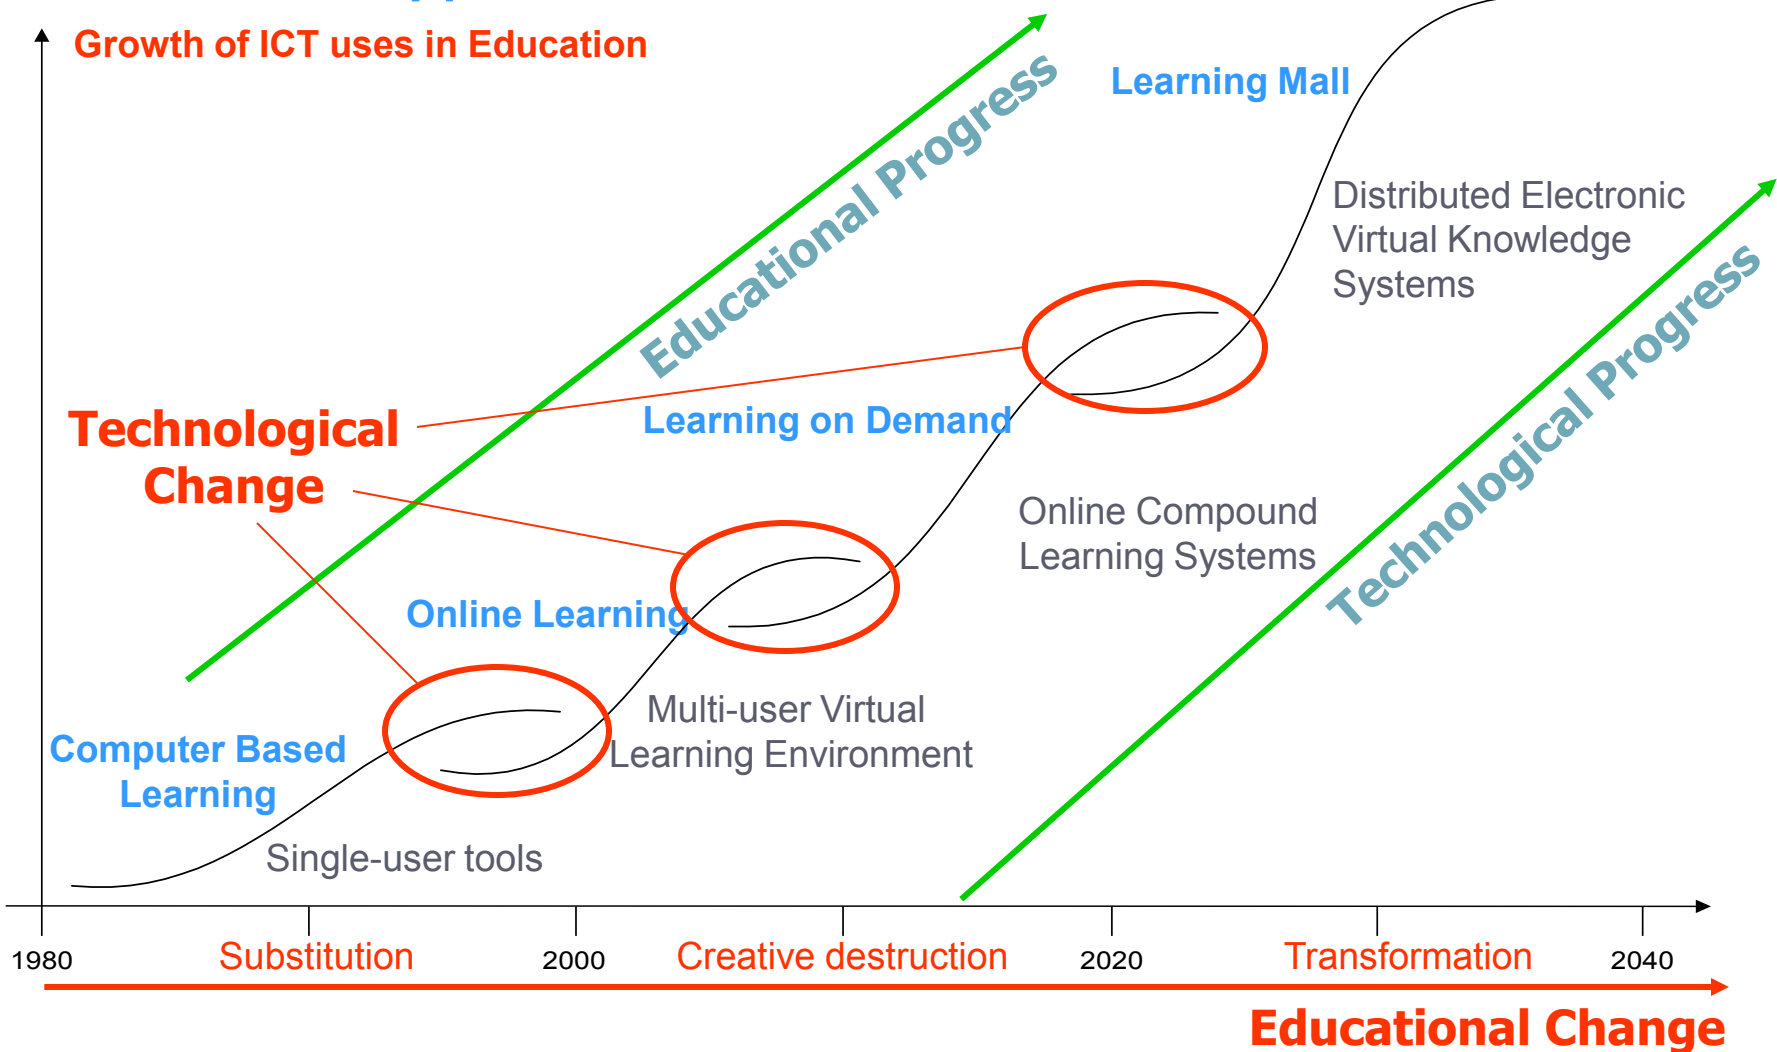 Growth of ICT uses in Education
Learning Mall
Educational Progress
Distributed Electronic
Virtual Knowledge
Systems
Technological Progress
Technological
Change
Learning on Demand
Online Compound
Learning Systems
Online Learning
Multi-user Virtual
Learning Environment
Computer Based
Learning
Single-user tools
1980
Substitution
2000
Creative destruction
2020
Transformation
2040
Educational Change